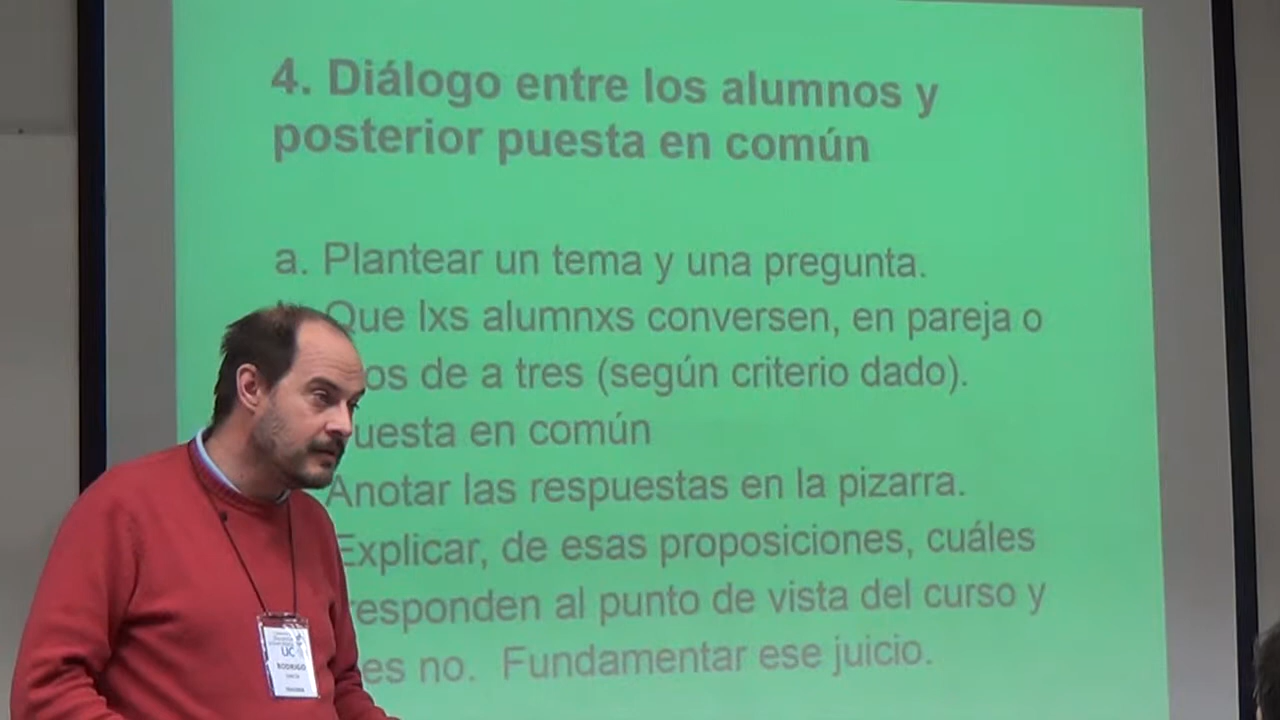 4. Diálogo entre los alumnos y
posterior puesta en común
a. Plantear un tema y una pregunta.
Que lxs alumnxs conversen, en pareja o
de a tres (según criterio dado).
en común
Anotar las respuestas en la pizarra.
Explicar, de esas proposiciones, cuáles
responden al punto de vista del curso y
no. Fundamentar ese juicio.
UC
RODRIGO